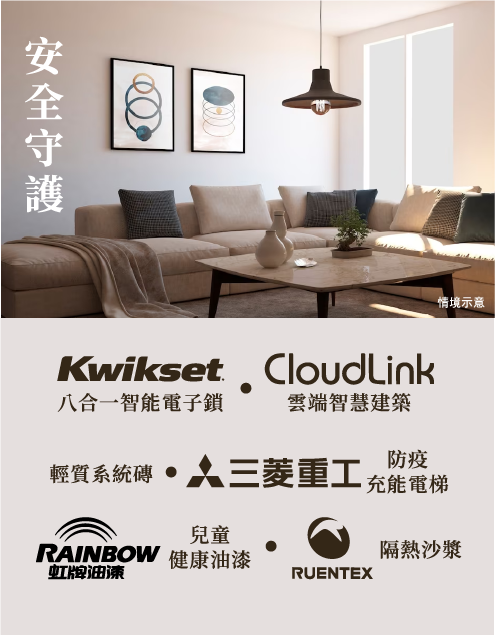 安全守護
情境示意
Kwikset
八合一智能電子鎖
•
CloudLink
雲端智慧建築
輕質系統磚
•
三菱重工
防疫
充能電梯
RAINBOW
虹牌油漆
兒童
健康油漆
•
RUENTEX
隔熱沙漿